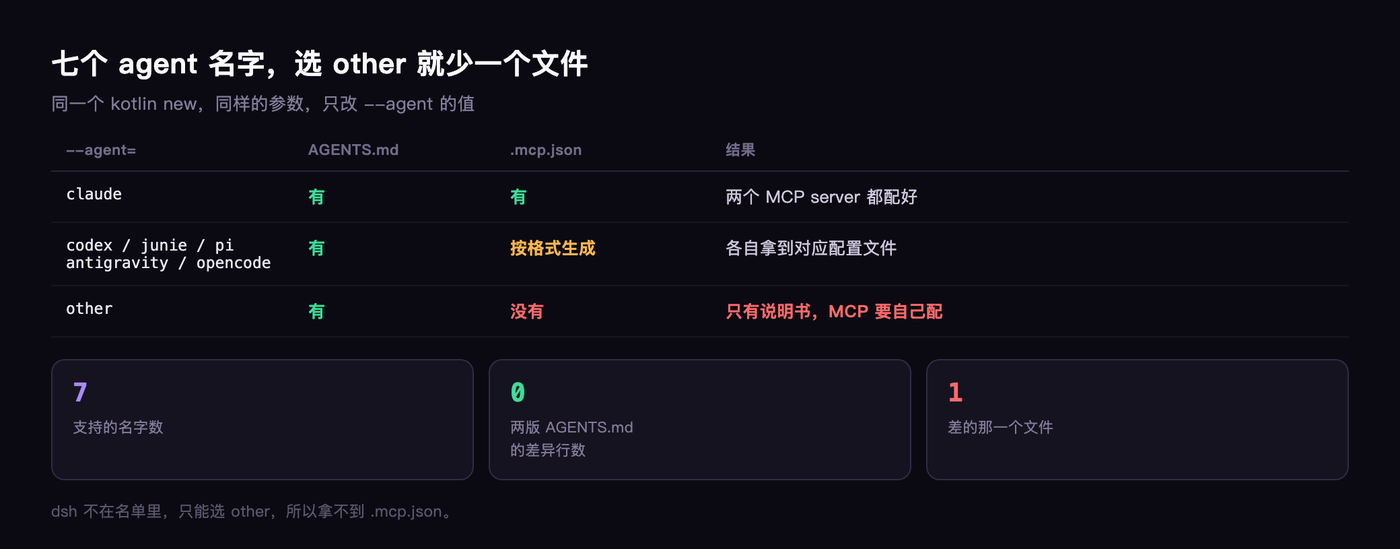 七个 agent 名字，选 other 就少一个文件
同一个 kotlin new，同样的参数，只改 --agent 的值
--agent= AGENTS.md .mcp.json 结果
claude 有 有 两个 MCP server 都配好
codex / junie / pi
antigravity / opencode 有 按格式生成 各自拿到对应配置文件
other 有 没有 只有说明书，MCP 要自己配
7
支持的名字数
0
两版 AGENTS.md
的差异行数
1
差的那一个文件
dsh 不在名单里，只能选 other，所以拿不到 .mcp.json。